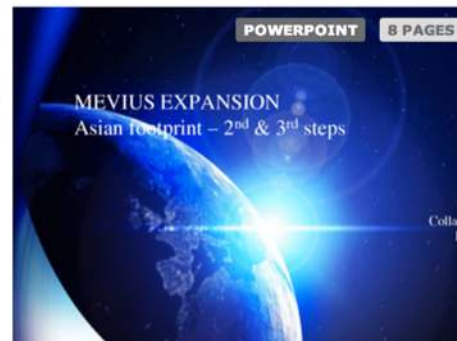 POWERPOINT 8 PAGES
MEVIUS EXPANSION
Asian footprint – 2nd & 3rd steps